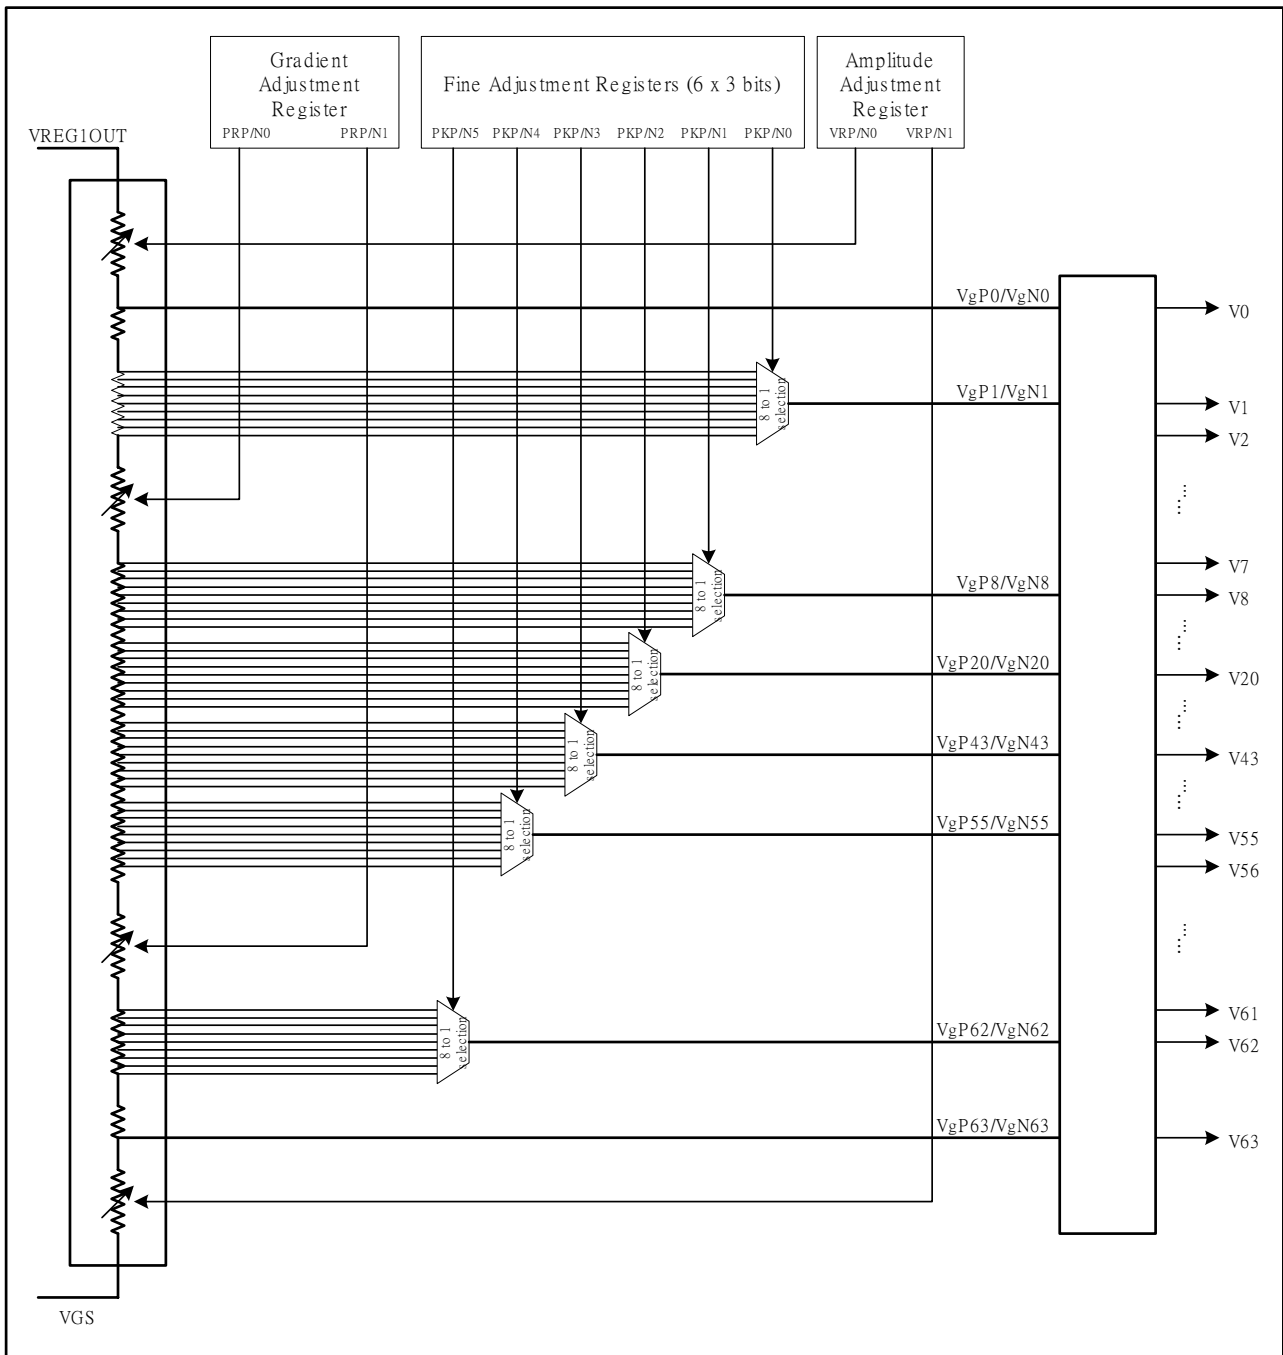 Gradient
Adjustment
Register
PRP/N0 PRP/N1
Fine Adjustment Registers (6 x 3 bits)
PKP/N5 PKP/N4 PKP/N3 PKP/N2 PKP/N1 PKP/N0
Amplitude
Adjustment
Register
VRP/N0 VRP/N1
VREG1OUT
VgP0/VgN0
V0
8 to 1
selection
VgP1/VgN1
V1
V2
......
V7
8 to 1
selection
VgP8/VgN8
V8
......
8 to 1
selection
VgP20/VgN20
V20
......
8 to 1
selection
VgP43/VgN43
V43
......
8 to 1
selection
VgP55/VgN55
V55
V56
......
V61
8 to 1
selection
VgP62/VgN62
V62
VgP63/VgN63
V63
VGS